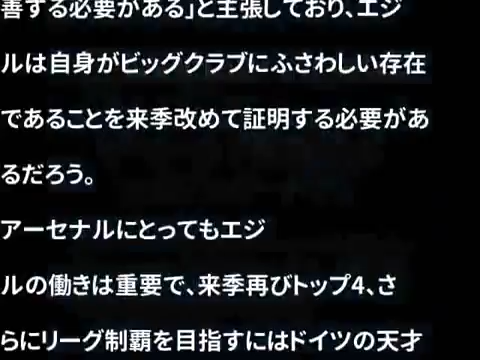 善する必要がある」と主張しており、エジ
ルは自身がビッグクラブにふさわしい存在
であることを来季改めて証明する必要があ
るだろう。
アーセナルにとってもエジ
ルの働きは重要で、来季再びトップ4、さ
らにリーグ制覇を目指すにはドイツの天才